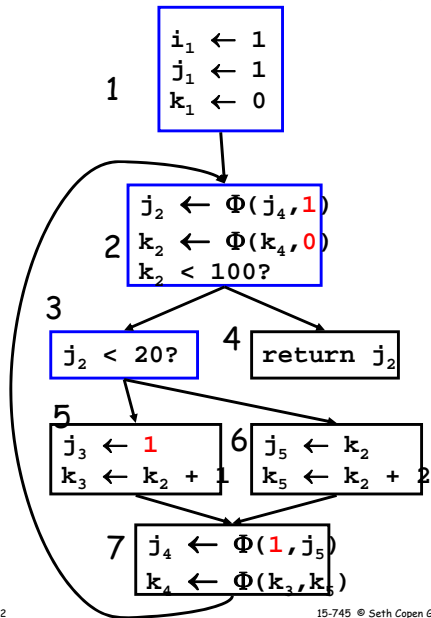 1
i₁ ← 1
j₁ ← 1
k₁ ← 0
2
j₂ ← Φ(j₄,1)
k₂ ← Φ(k₄,0)
k₂ < 100?
3
j₂ < 20?
4
return j₂
5
j₃ ← 1
k₃ ← k₂ + 1
6
j₅ ← k₂
k₅ ← k₂ + 2
7
j₄ ← Φ(1,j₅)
k₄ ← Φ(k₃,k₅)
2
15-745 © Seth Copen G